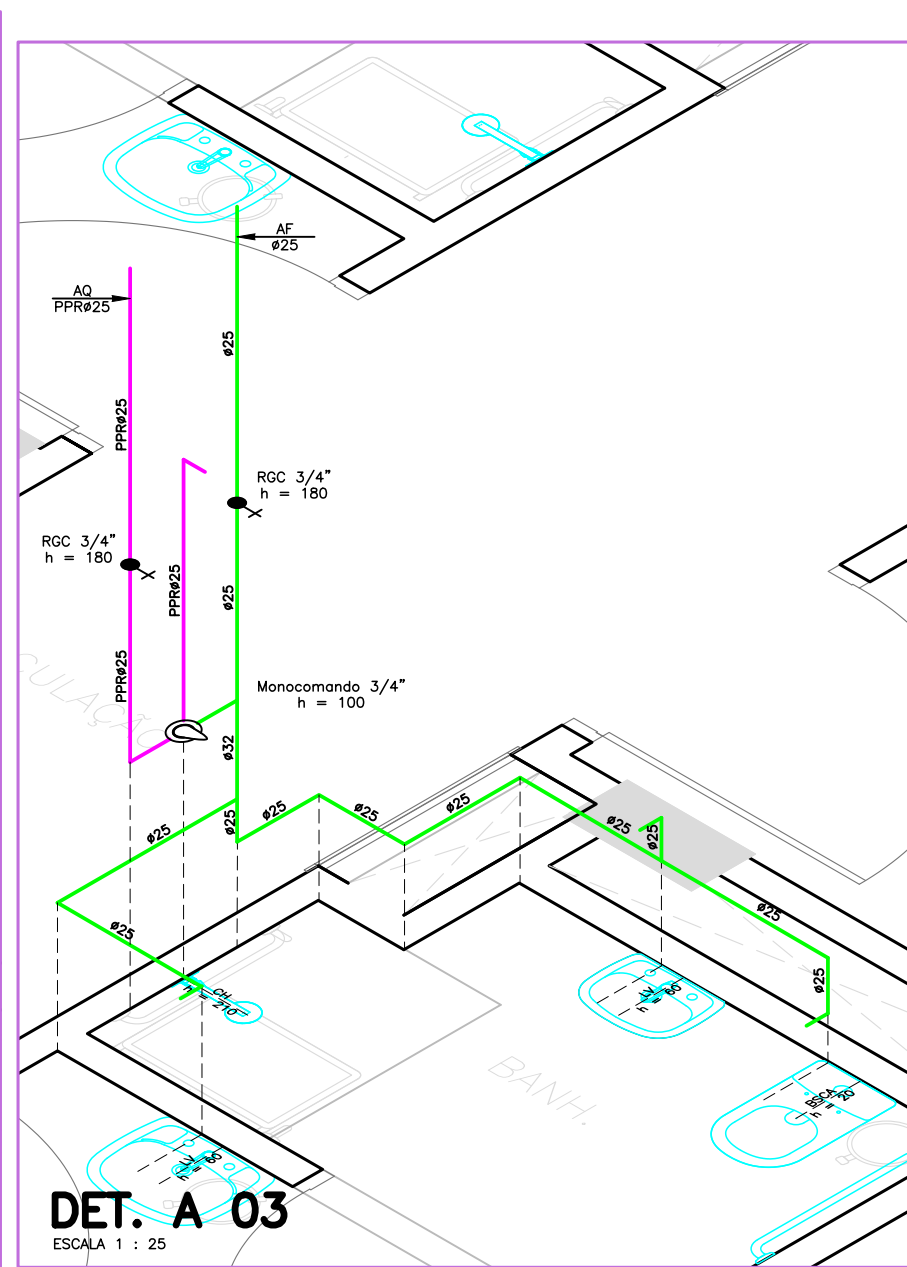 AF
ø25
AQ
PPRø25
ø25
PPRø25
RGC 3/4"
h = 180
RGC 3/4"
h = 180
PPRø25
ø25
PPRø25
CULAÇÃO
Monocomando 3/4"
h = 100
ø32
ø25
ø25
ø25
ø25
ø25
ø25
ø25
ø25
ø25
ø25
CH
h = 210
LV
h = 60
BANH.
BSCA
h = 20
LV
h = 60
DET. A 03
ESCALA 1 : 25